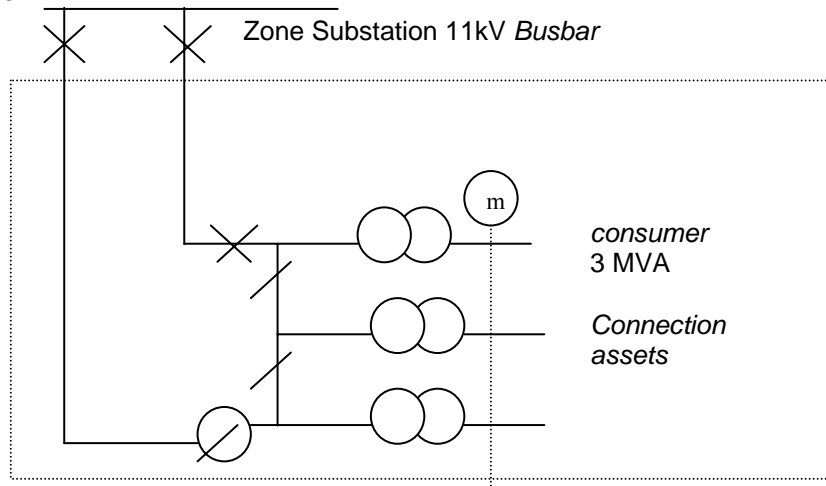 Zone Substation 11kV Busbar
m
consumer
3 MVA
Connection
assets